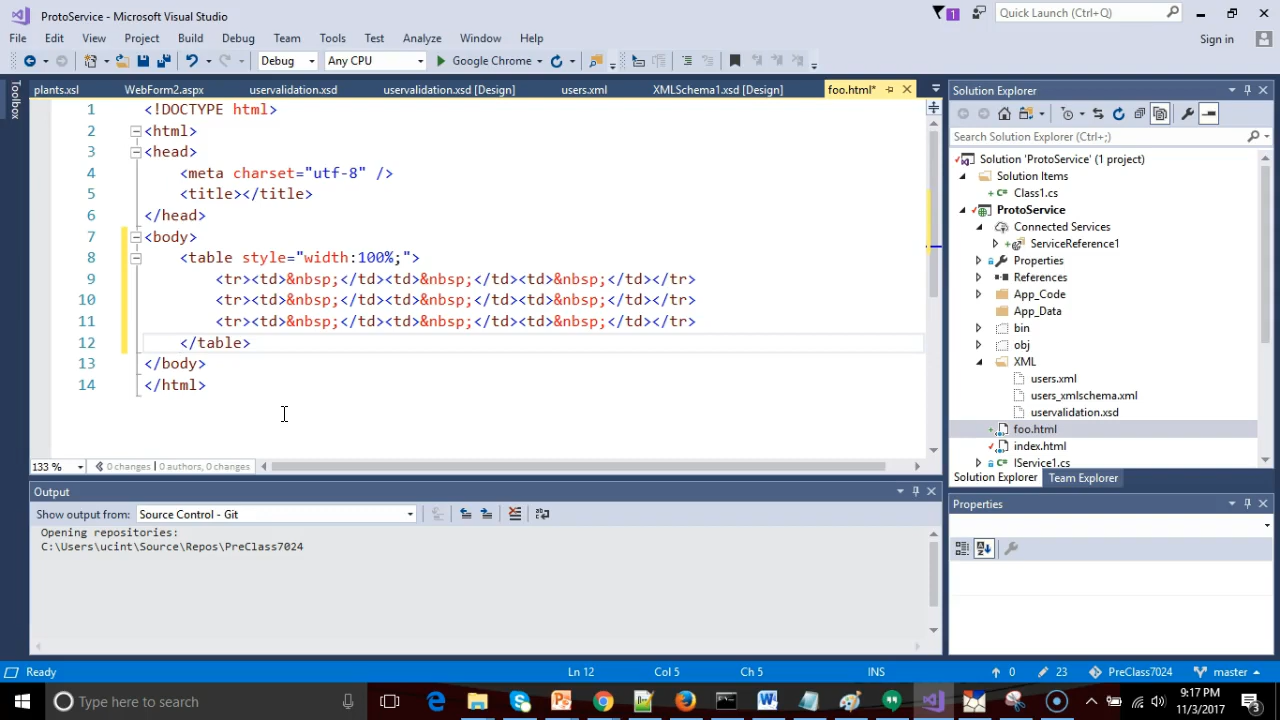 ProtoService - Microsoft Visual Studio
1
Quick Launch (Ctrl+Q)
File Edit View Project Build Debug Team Tools Test Analyze Window Help
Sign in
Debug Any CPU Google Chrome
Toolbox
plants.xsl WebForm2.aspx uservalidation.xsd uservalidation.xsd [Design] users.xml XMLSchema1.xsd [Design] foo.html*
1 <!DOCTYPE html>
2 <html>
3 <head>
4 <meta charset="utf-8" />
5 <title></title>
6 </head>
7 <body>
8 <table style="width:100%;">
9 <tr><td>&nbsp;</td><td>&nbsp;</td><td>&nbsp;</td></tr>
10 <tr><td>&nbsp;</td><td>&nbsp;</td><td>&nbsp;</td></tr>
11 <tr><td>&nbsp;</td><td>&nbsp;</td><td>&nbsp;</td></tr>
12 </table>
13 </body>
14 </html>
133 % 0 changes | 0 authors, 0 changes
Output
Show output from: Source Control - Git
Opening repositories:
C:\Users\ucint\Source\Repos\PreClass7024
Solution Explorer
Search Solution Explorer (Ctrl+;)
Solution 'ProtoService' (1 project)
Solution Items
Class1.cs
ProtoService
Connected Services
ServiceReference1
Properties
References
App_Code
App_Data
bin
obj
XML
users.xml
users_xmlschema.xml
uservalidation.xsd
foo.html
index.html
IService1.cs
Solution Explorer Team Explorer
Properties
Ready Ln 12 Col 5 Ch 5 INS 0 23 PreClass7024 master
Type here to search
9:17 PM
11/3/2017
3